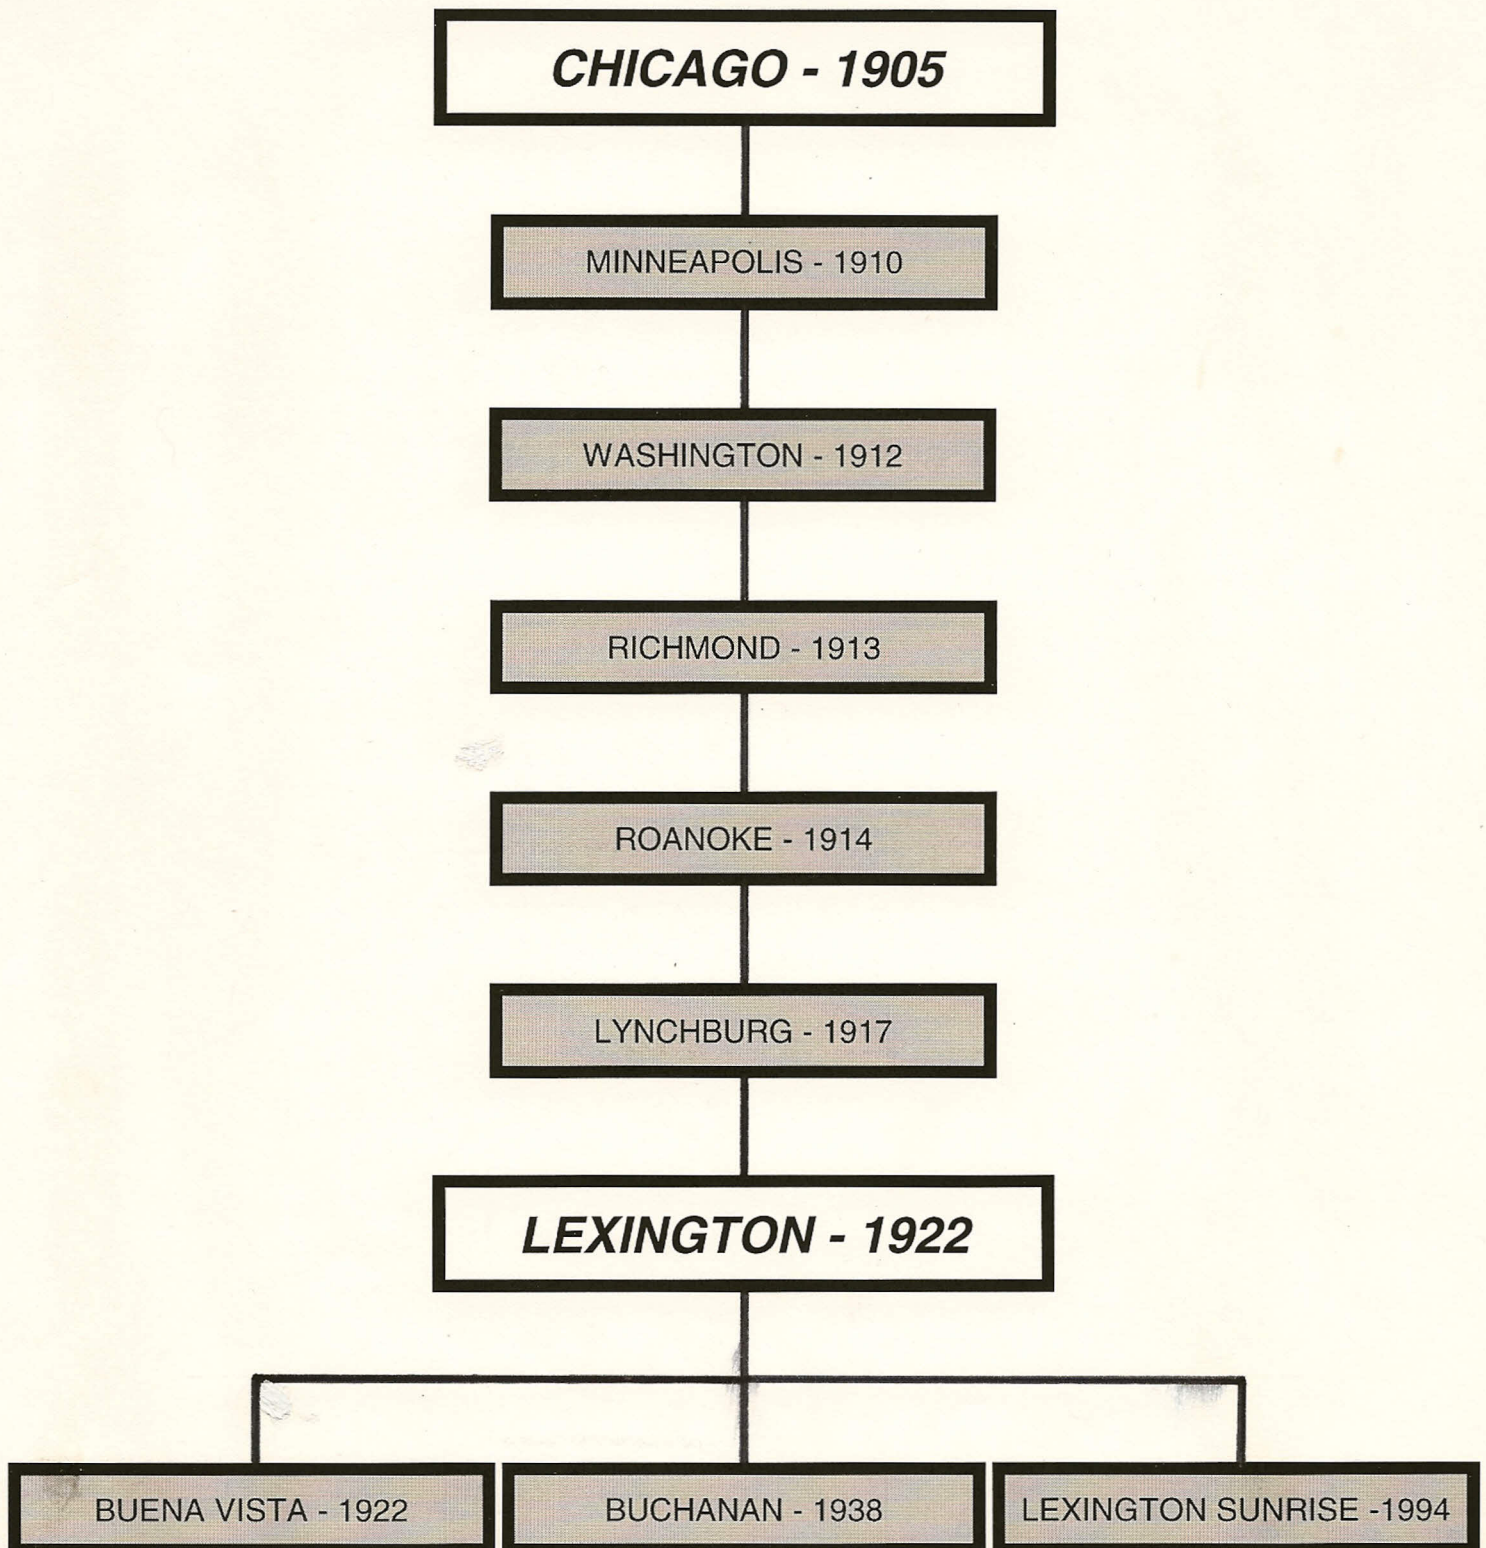 CHICAGO - 1905
MINNEAPOLIS - 1910
WASHINGTON - 1912
RICHMOND - 1913
ROANOKE - 1914
LYNCHBURG - 1917
LEXINGTON - 1922
BUENA VISTA - 1922
BUCHANAN - 1938
LEXINGTON SUNRISE -1994